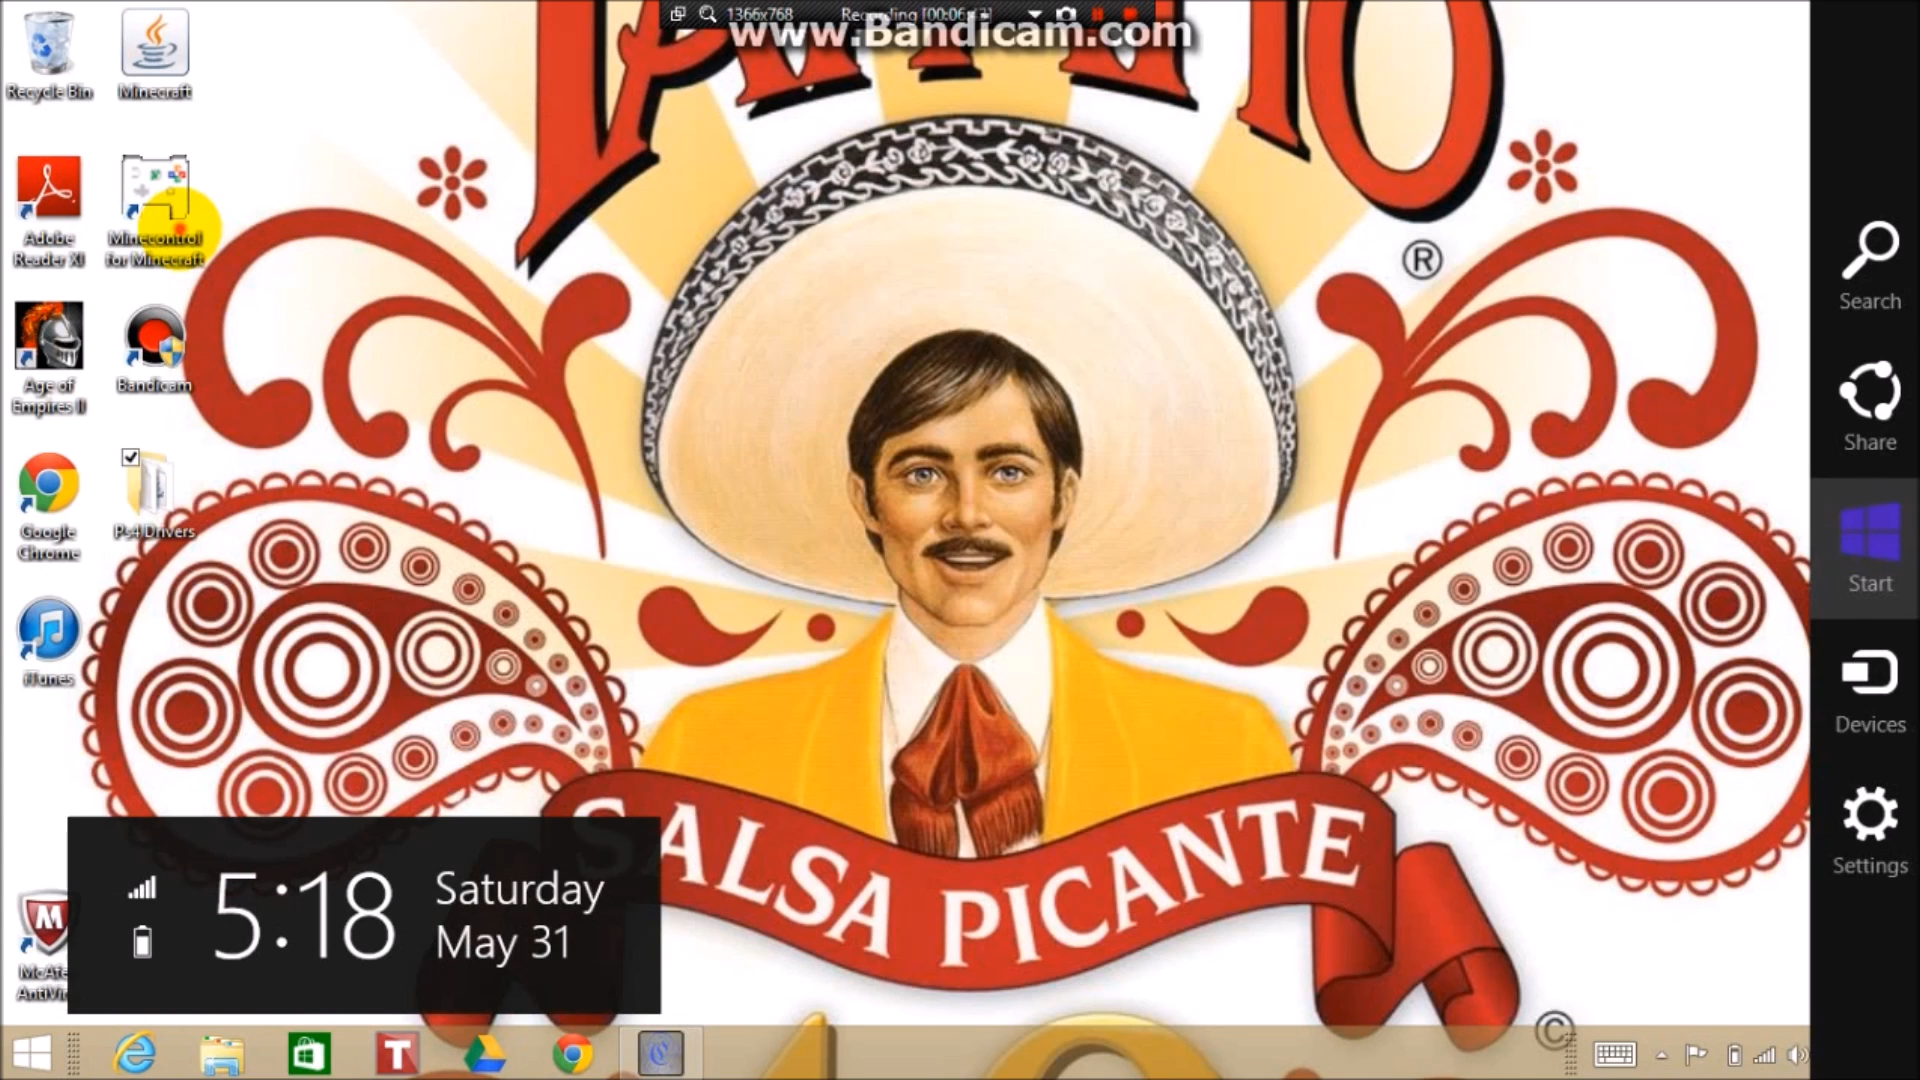 1366x768 Recording
www.Bandicam.com
Recycle Bin
Minecraft
Adobe
Reader XI
Minecontrol
for Minecraft
®
Search
Age of
Empires II
Bandicam
Share
Google
Chrome
Ps4 Drivers
Start
iTunes
Devices
SALSA PICANTE
Settings
5:18
Saturday
May 31
©